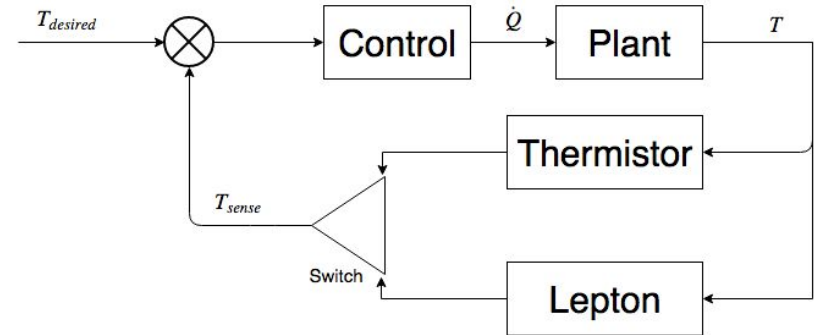 T_desired
Control
Q̇
Plant
T
Thermistor
T_sense
Switch
Lepton